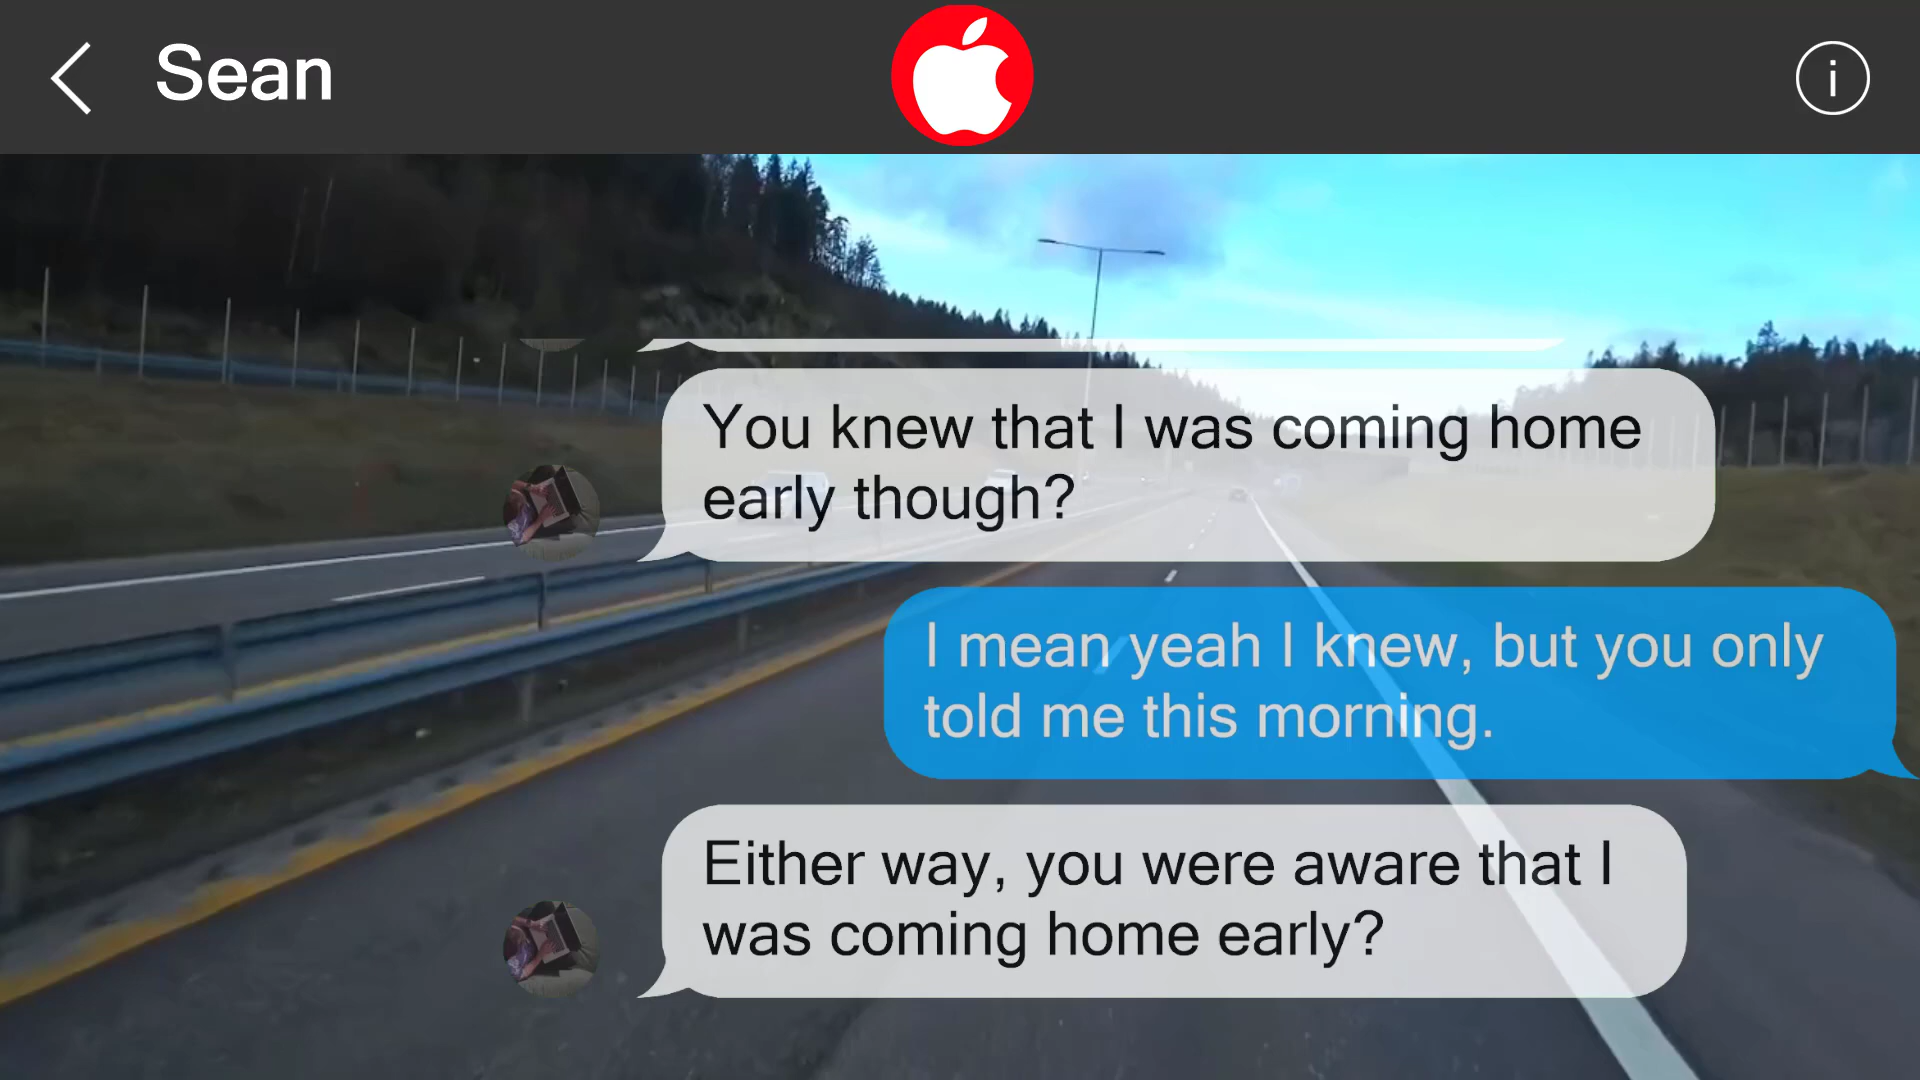 Sean
i
You knew that I was coming home
early though?
I mean yeah I knew, but you only
told me this morning.
Either way, you were aware that I
was coming home early?